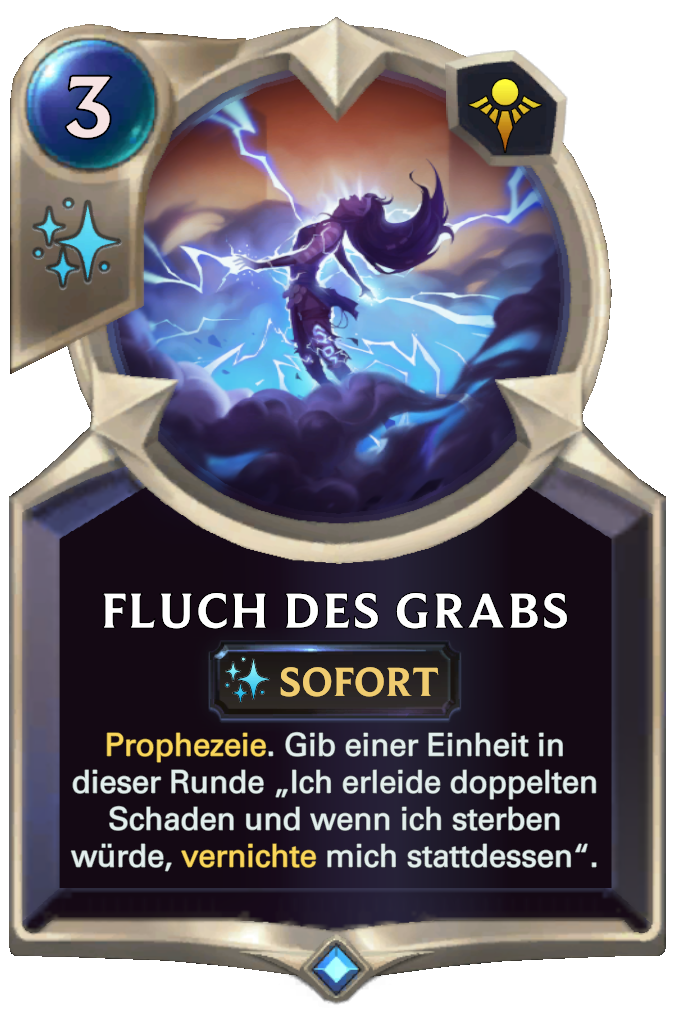 3
FLUCH DES GRABS
SOFORT
Prophezeie. Gib einer Einheit in
dieser Runde „Ich erleide doppelten
Schaden und wenn ich sterben
würde, vernichte mich stattdessen“.